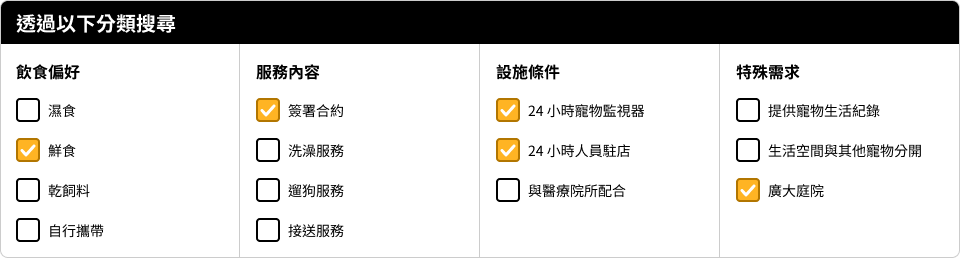 透過以下分類搜尋
飲食偏好
濕食
鮮食
乾飼料
自行攜帶
服務內容
簽署合約
洗澡服務
遛狗服務
接送服務
設施條件
24 小時寵物監視器
24 小時人員駐店
與醫療院所配合
特殊需求
提供寵物生活紀錄
生活空間與其他寵物分開
廣大庭院